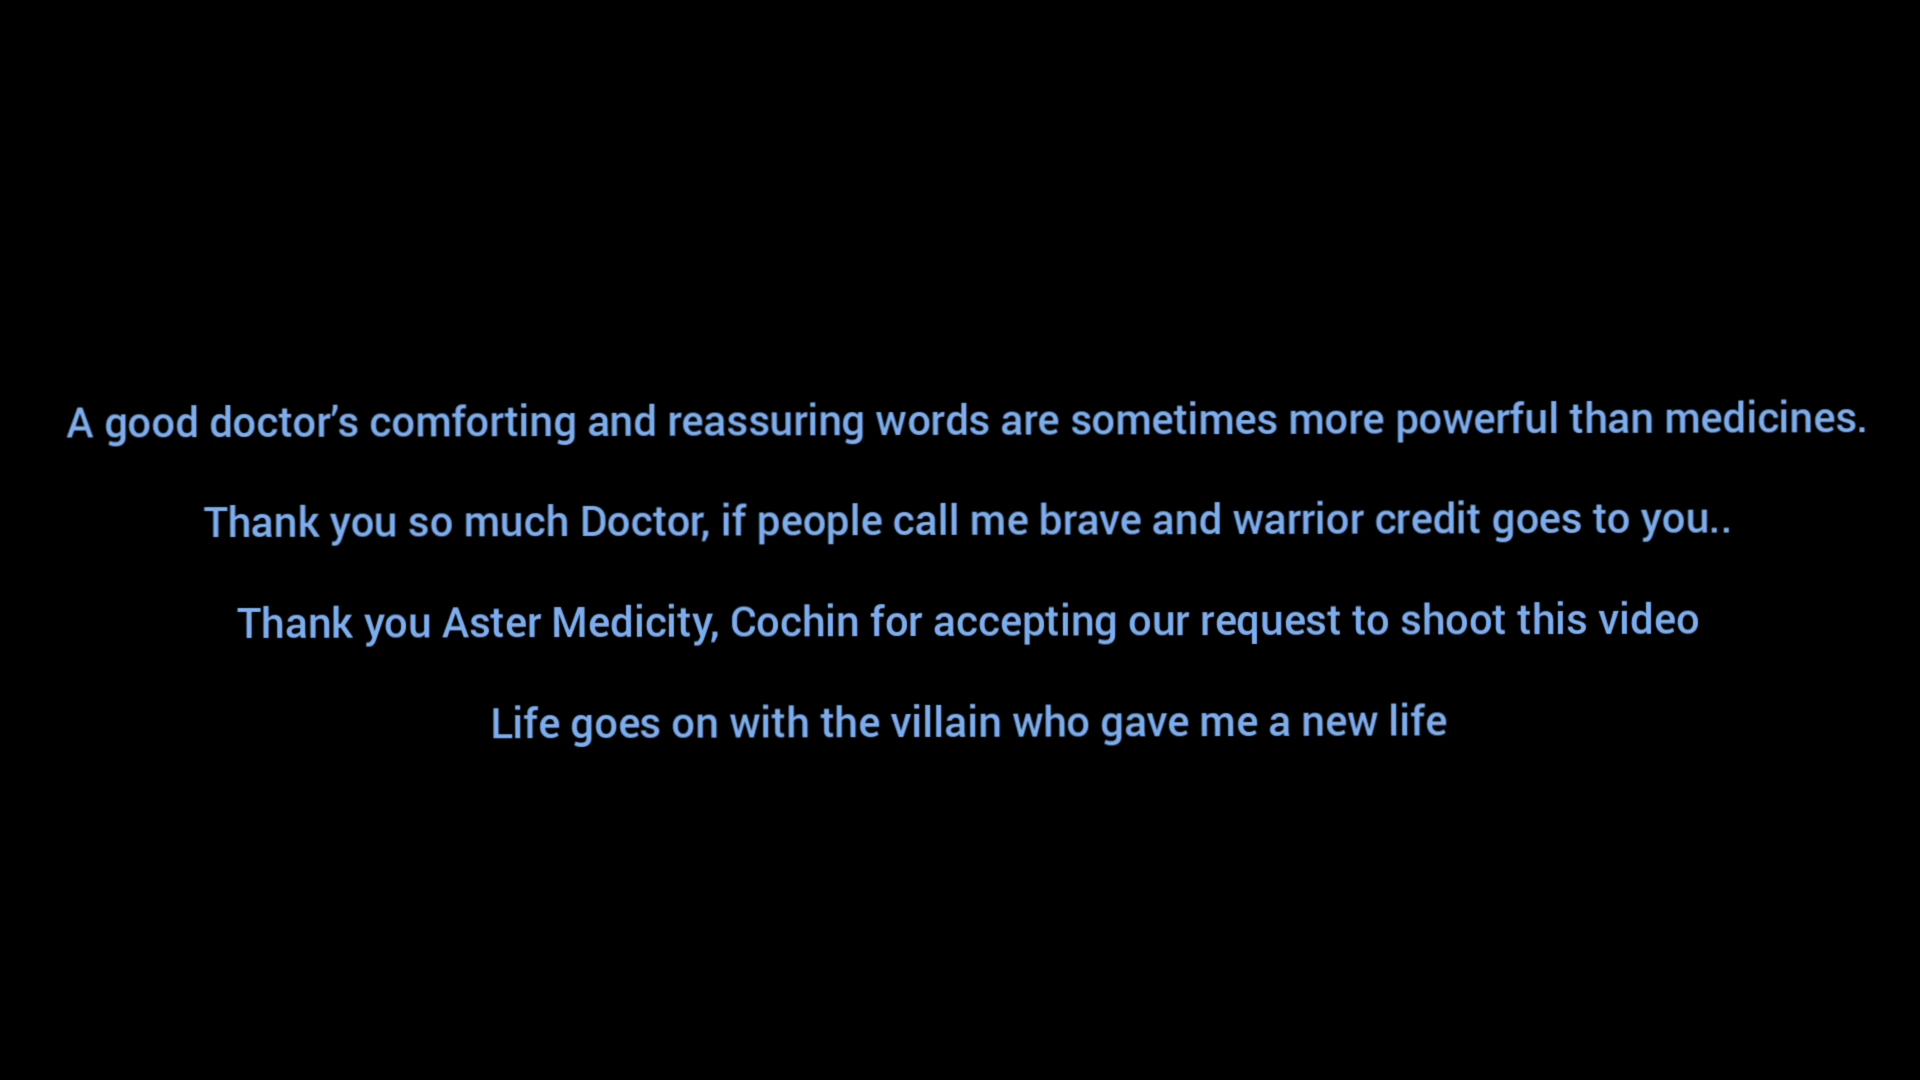 A good doctor’s comforting and reassuring words are sometimes more powerful than medicines.
Thank you so much Doctor, if people call me brave and warrior credit goes to you..
Thank you Aster Medicity, Cochin for accepting our request to shoot this video
Life goes on with the villain who gave me a new life